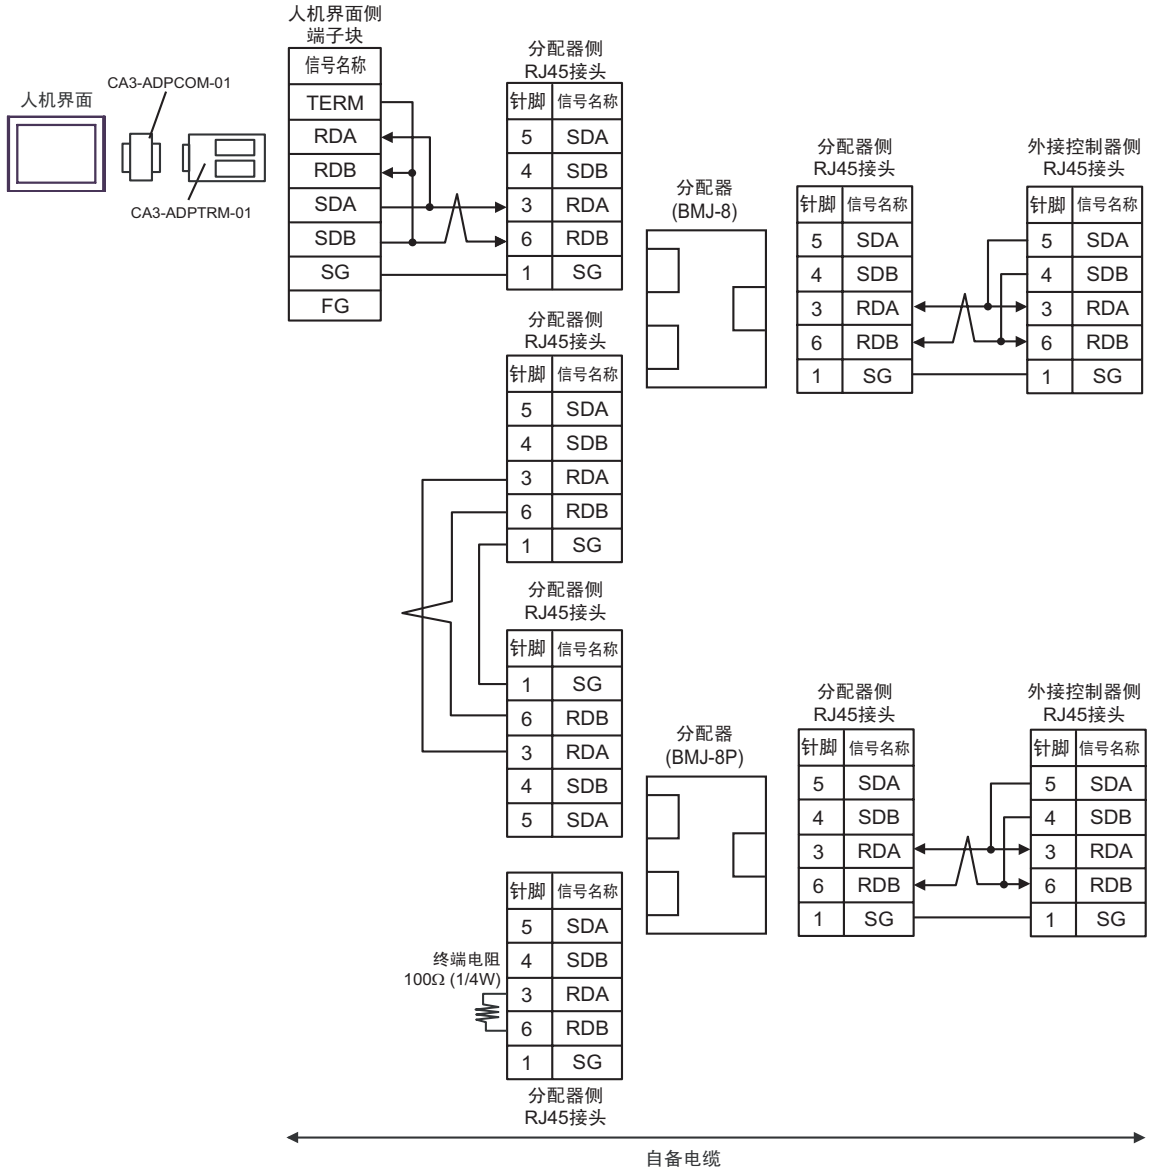 人机界面
CA3-ADPCOM-01
CA3-ADPTRM-01
人机界面侧
端子块
信号名称
TERM
RDA
RDB
SDA
SDB
SG
FG
分配器侧
RJ45接头
针脚 信号名称
5 SDA
4 SDB
3 RDA
6 RDB
1 SG
分配器
(BMJ-8)
分配器侧
RJ45接头
针脚 信号名称
5 SDA
4 SDB
3 RDA
6 RDB
1 SG
外接控制器侧
RJ45接头
针脚 信号名称
5 SDA
4 SDB
3 RDA
6 RDB
1 SG
分配器侧
RJ45接头
针脚 信号名称
5 SDA
4 SDB
3 RDA
6 RDB
1 SG
分配器侧
RJ45接头
针脚 信号名称
1 SG
6 RDB
3 RDA
4 SDB
5 SDA
分配器
(BMJ-8P)
分配器侧
RJ45接头
针脚 信号名称
5 SDA
4 SDB
3 RDA
6 RDB
1 SG
外接控制器侧
RJ45接头
针脚 信号名称
5 SDA
4 SDB
3 RDA
6 RDB
1 SG
终端电阻
100Ω (1/4W)
针脚 信号名称
5 SDA
4 SDB
3 RDA
6 RDB
1 SG
分配器侧
RJ45接头
自备电缆